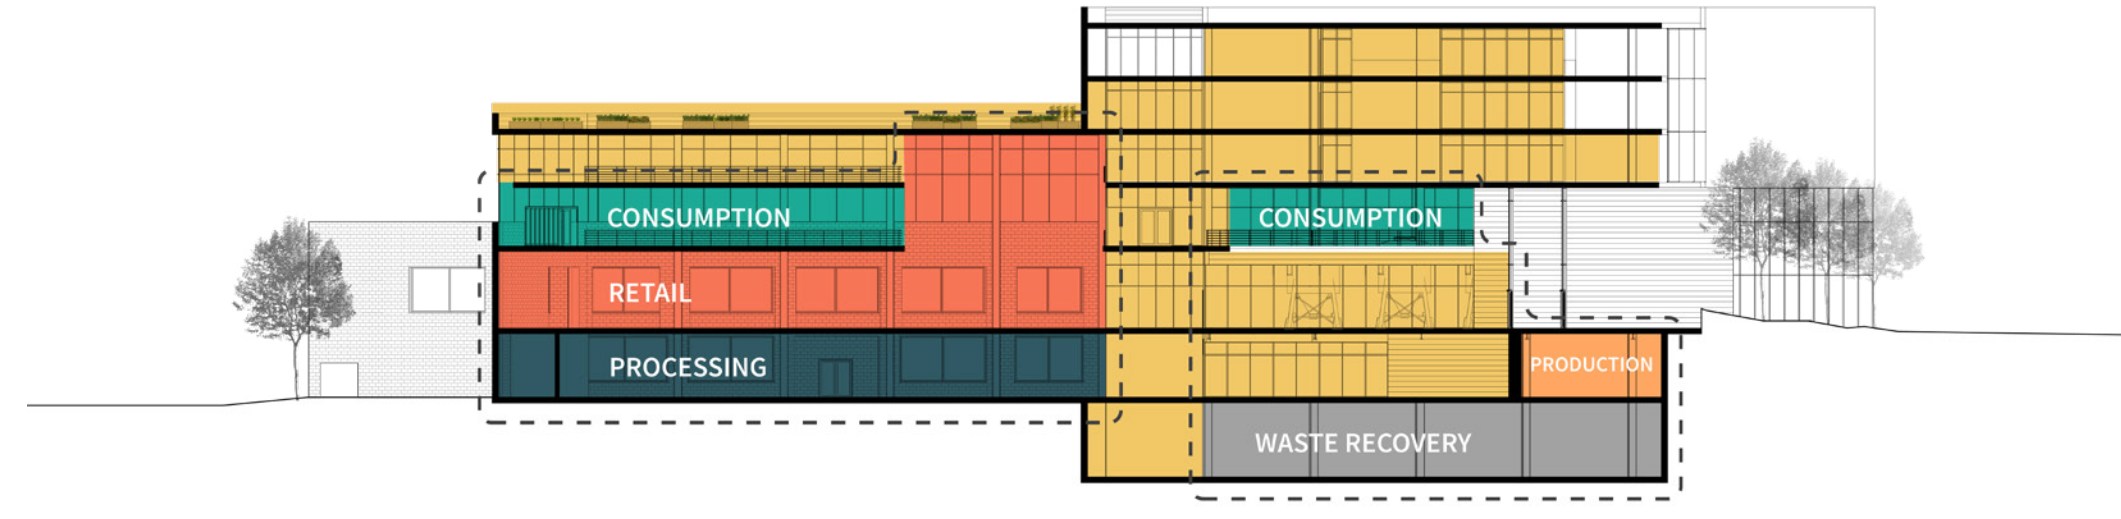 CONSUMPTION
CONSUMPTION
RETAIL
PROCESSING
PRODUCTION
WASTE RECOVERY